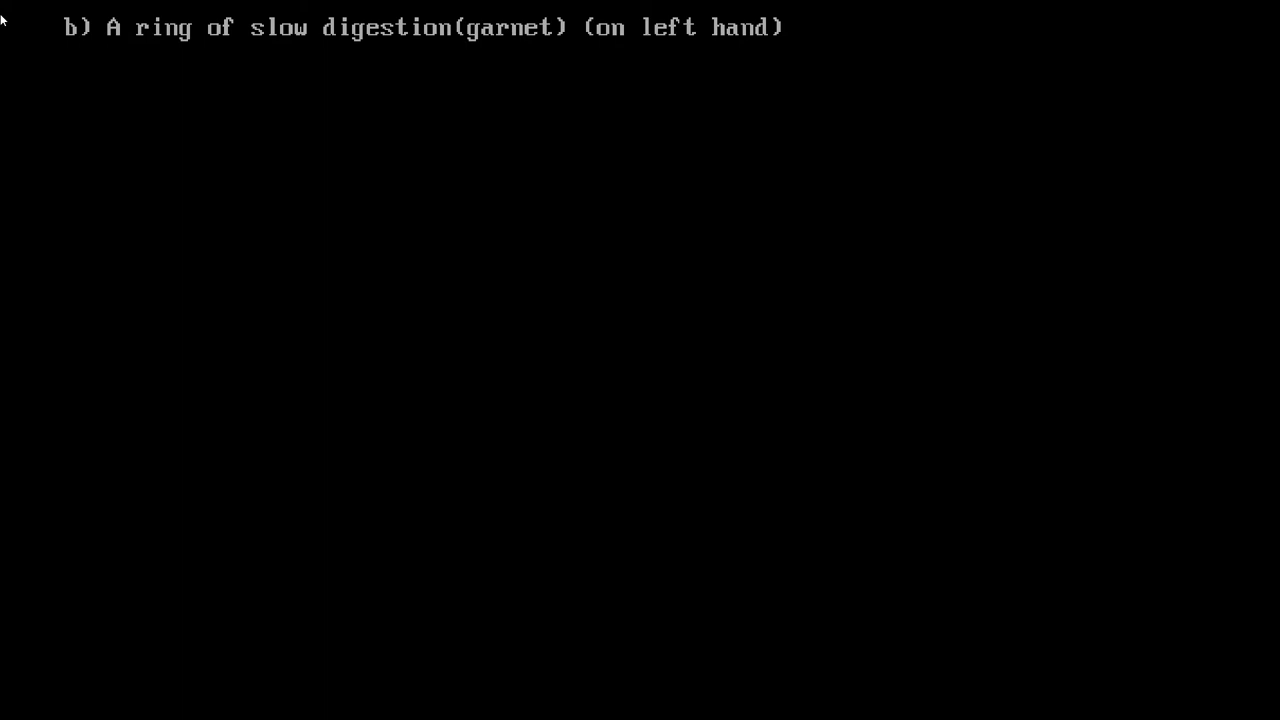 b) A ring of slow digestion(garnet) (on left hand)